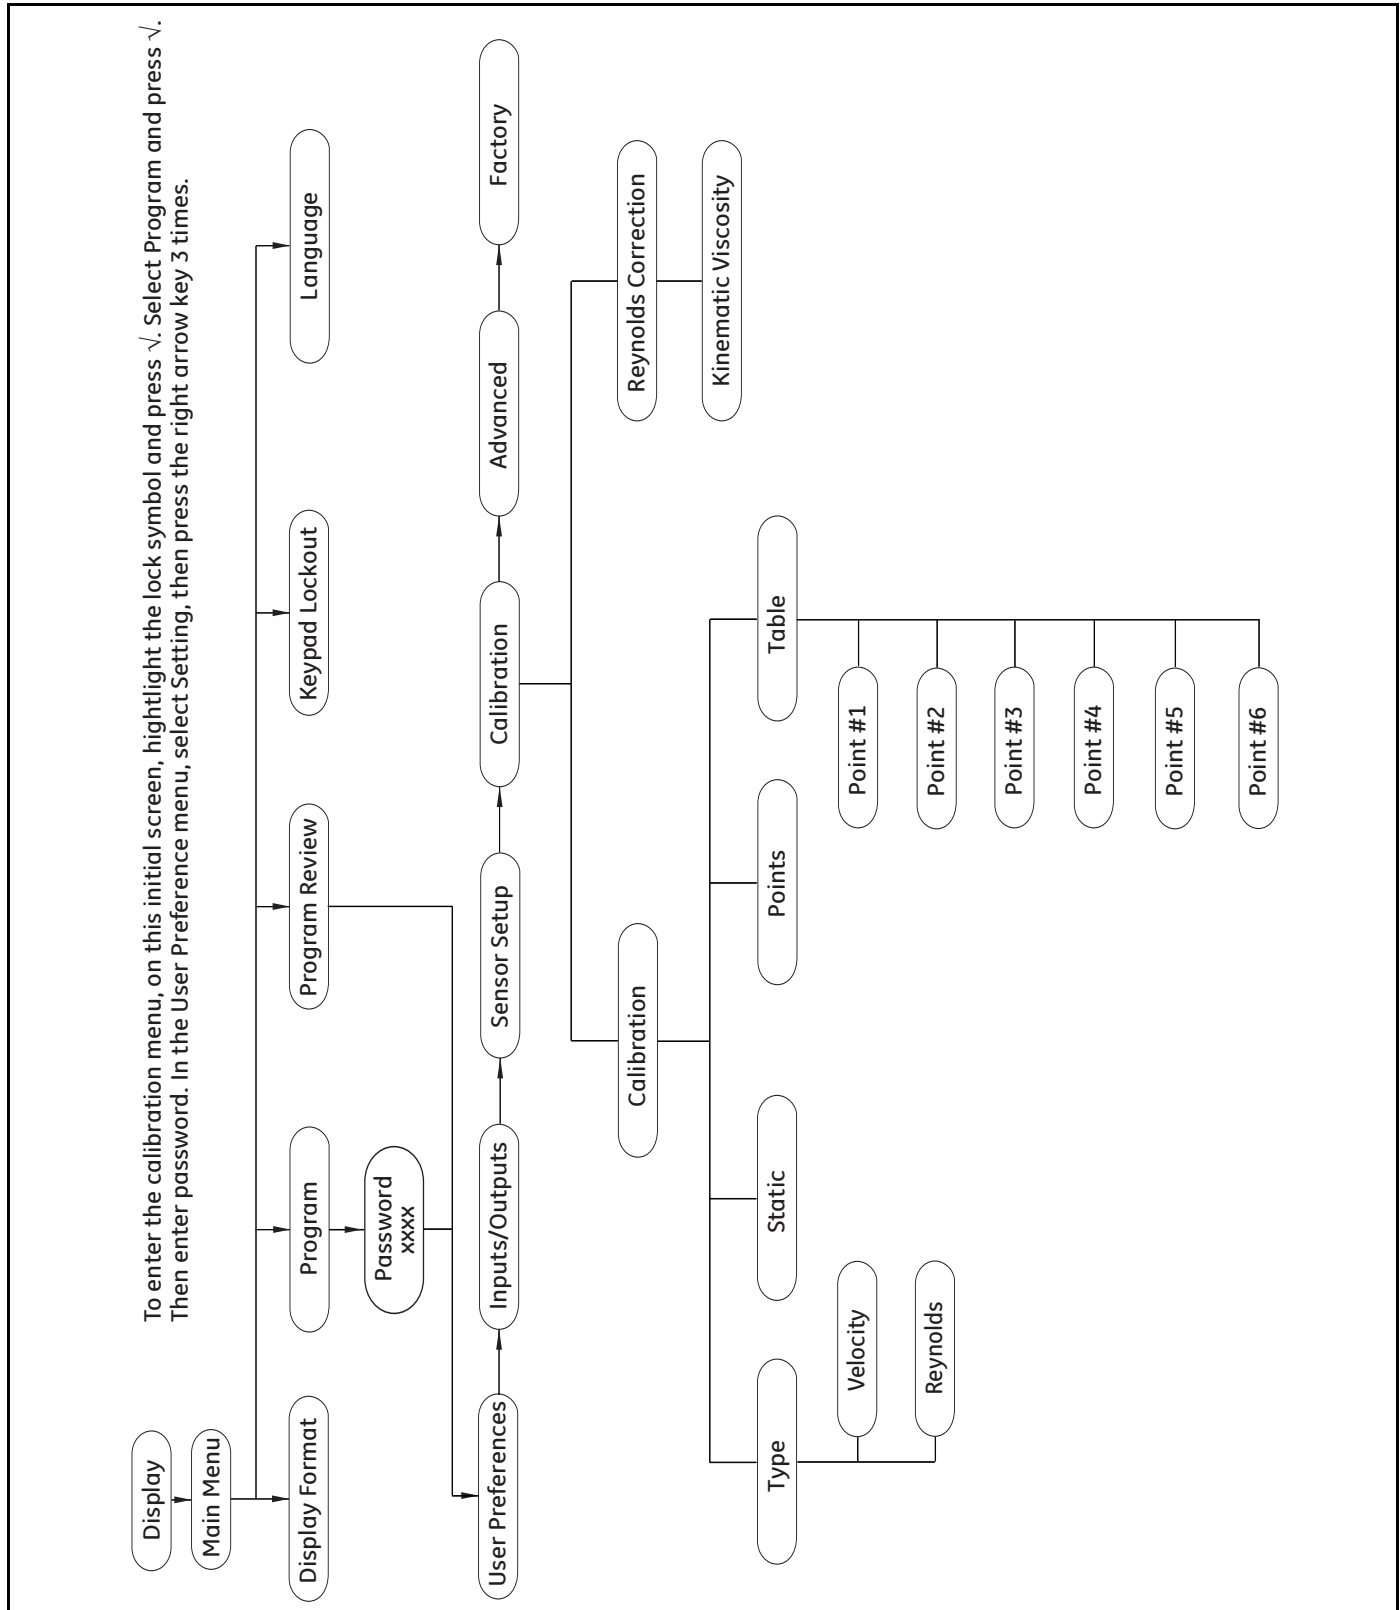 To enter the calibration menu, on this initial screen, hightlight the lock symbol and press √. Select Program and press √.
Then enter password. In the User Preference menu, select Setting, then press the right arrow key 3 times.
Display
Main Menu
Display Format
Program
Program Review
Keypad Lockout
Language
Password
xxxx
User Preferences
Inputs/Outputs
Sensor Setup
Calibration
Advanced
Factory
Calibration
Reynolds Correction
Kinematic Viscosity
Type
Static
Points
Table
Velocity
Reynolds
Point #1
Point #2
Point #3
Point #4
Point #5
Point #6